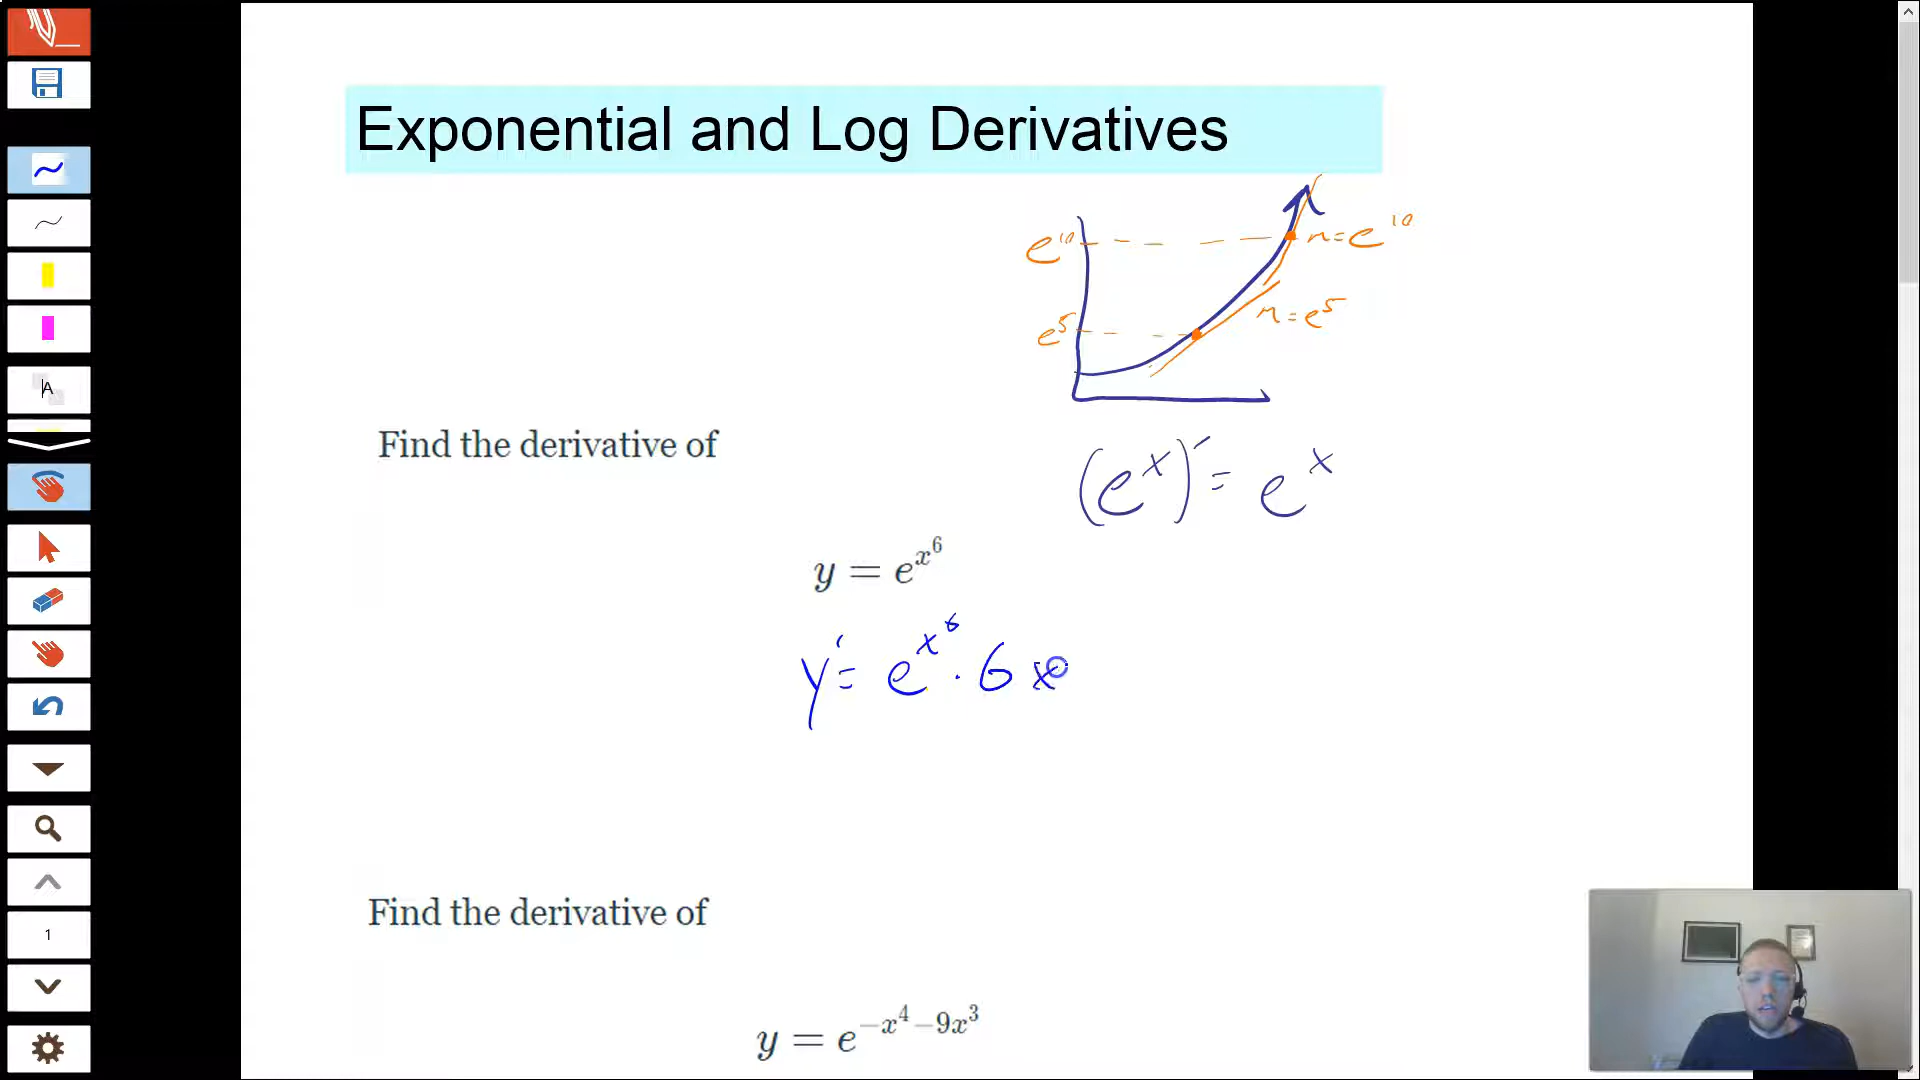 Exponential and Log Derivatives
e^10 m=e^10
e^5 m=e^5
Find the derivative of
(e^x)' = e^x
y = e^{x^6}
y' = e^{x^6} · 6x
Find the derivative of
y = e^{-x^4 - 9x^3}
A
1